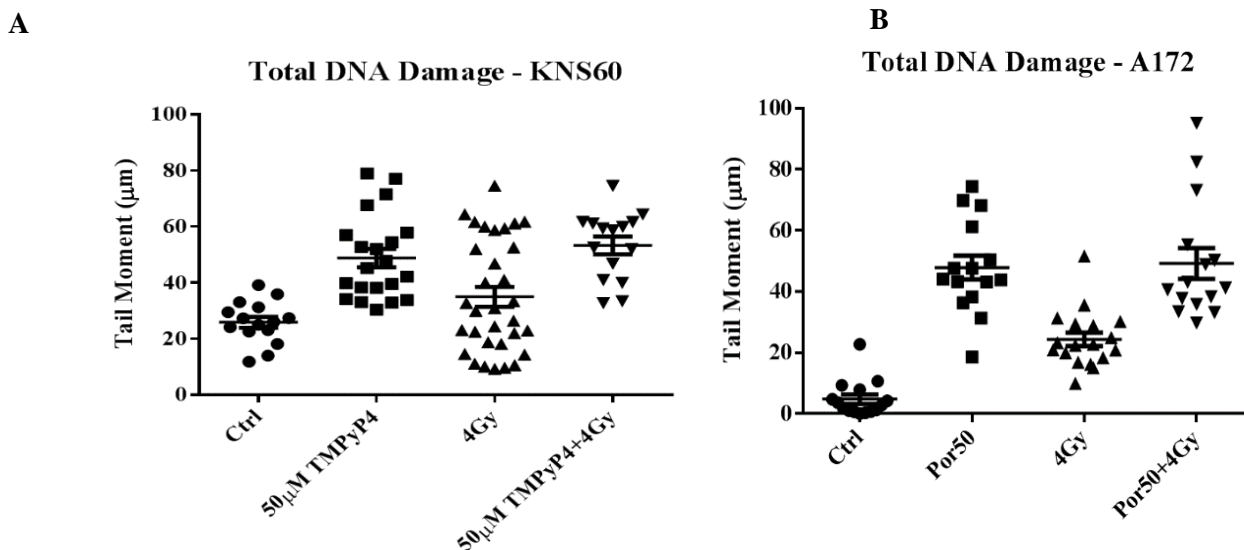 A
Total DNA Damage - KNS60
Tail Moment (μm)
100
80
60
40
20
0
Ctrl
50μM TMPyP4
4Gy
50μM TMPyP4+4Gy
B
Total DNA Damage - A172
Tail Moment (μm)
100
80
60
40
20
0
Ctrl
Por50
4Gy
Por50+4Gy